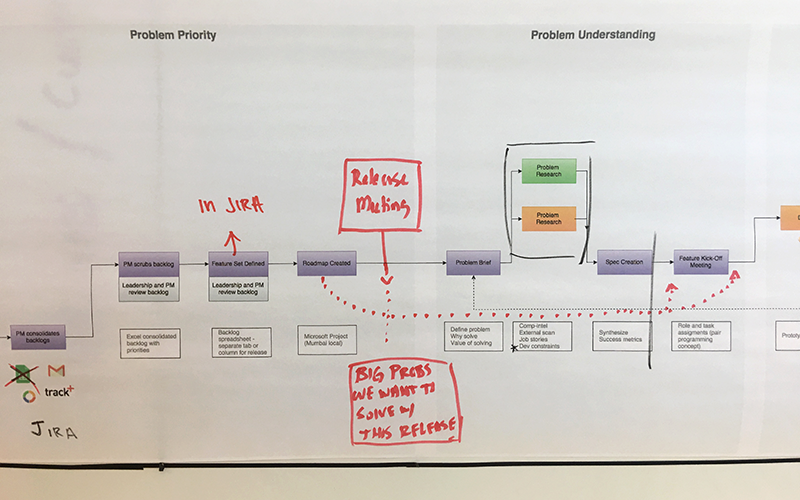 Problem Priority
Problem Understanding
Release
Meeting
Problem
Research
Problem
Research
IN JIRA
PM scrubs backlog
Leadership and PM
review backlog
Feature Set Defined
Leadership and PM
review backlog
Roadmap Created
Problem Brief
Spec Creation
Feature Kick-Off
Meeting
PM consolidates
backlogs
Excel consolidated
backlog with
priorities
Backlog
spreadsheet -
separate tab or
column for release
Microsoft Project
(Mumbai local)
Define problem
Why solve
Value of solving
Comp-intel
External scan
Job stories
* Dev constraints
Synthesize
Success metrics
Role and task
assigments (pair
programming
concept)
track+
JIRA
BIG PROBS
WE WANT TO
SOLVE W/
THIS RELEASE